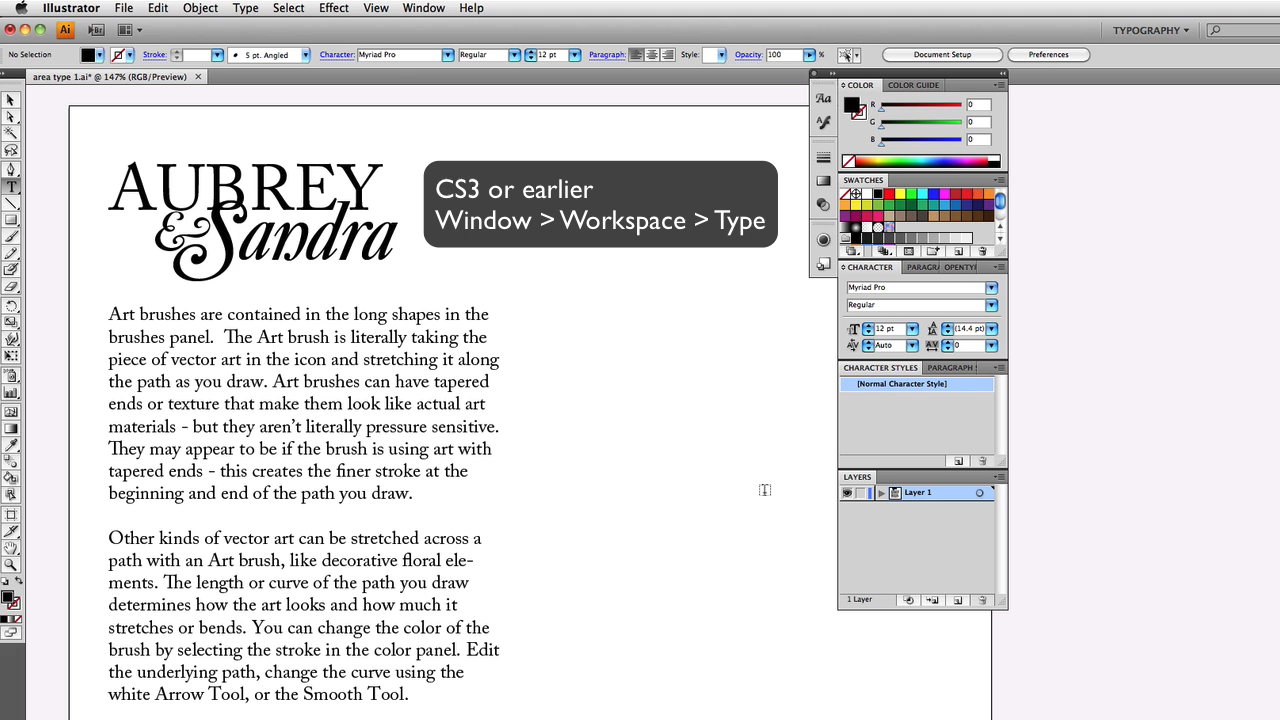 Illustrator File Edit Object Type Select Effect View Window Help
Ai Br TYPOGRAPHY
No Selection Stroke: 5 pt. Angled Character: Myriad Pro Regular 12 pt Paragraph: Style: Opacity: 100 % Document Setup Preferences
area type 1.ai* @ 147% (RGB/Preview)
COLOR COLOR GUIDE
R 0
G 0
B 0
SWATCHES
CHARACTER PARAGR OPENTY
Myriad Pro
Regular
12 pt (14.4 pt)
Auto 0
CHARACTER STYLES PARAGRAPH
[Normal Character Style]
LAYERS
Layer 1
1 Layer
AUBREY
&Sandra
CS3 or earlier
Window > Workspace > Type
Art brushes are contained in the long shapes in the
brushes panel. The Art brush is literally taking the
piece of vector art in the icon and stretching it along
the path as you draw. Art brushes can have tapered
ends or texture that make them look like actual art
materials - but they aren't literally pressure sensitive.
They may appear to be if the brush is using art with
tapered ends - this creates the finer stroke at the
beginning and end of the path you draw.
Other kinds of vector art can be stretched across a
path with an Art brush, like decorative floral ele-
ments. The length or curve of the path you draw
determines how the art looks and how much it
stretches or bends. You can change the color of the
brush by selecting the stroke in the color panel. Edit
the underlying path, change the curve using the
white Arrow Tool, or the Smooth Tool.